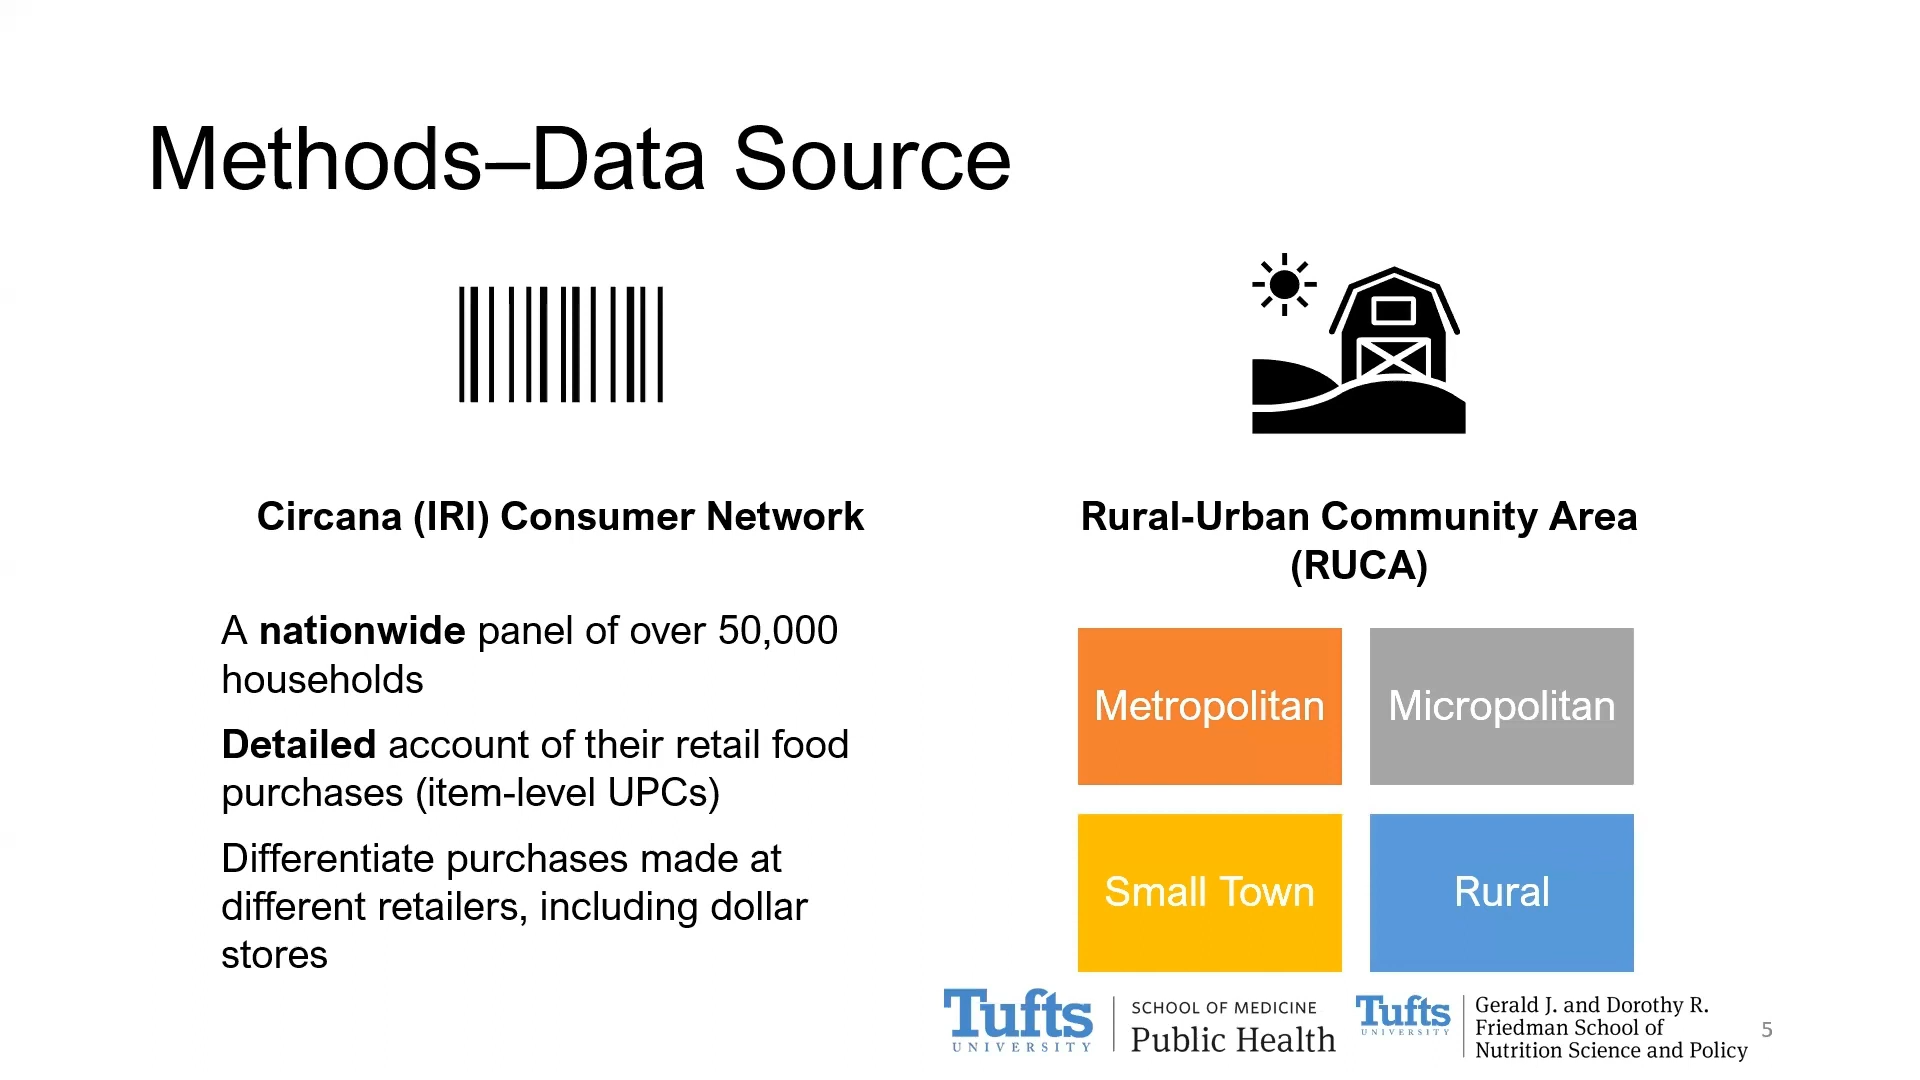 Methods–Data Source
Circana (IRI) Consumer Network
A nationwide panel of over 50,000
households
Detailed account of their retail food
purchases (item-level UPCs)
Differentiate purchases made at
different retailers, including dollar
stores
Rural-Urban Community Area
(RUCA)
Metropolitan
Micropolitan
Small Town
Rural
Tufts
UNIVERSITY
SCHOOL OF MEDICINE
Public Health
Tufts
UNIVERSITY
Gerald J. and Dorothy R.
Friedman School of
Nutrition Science and Policy
5